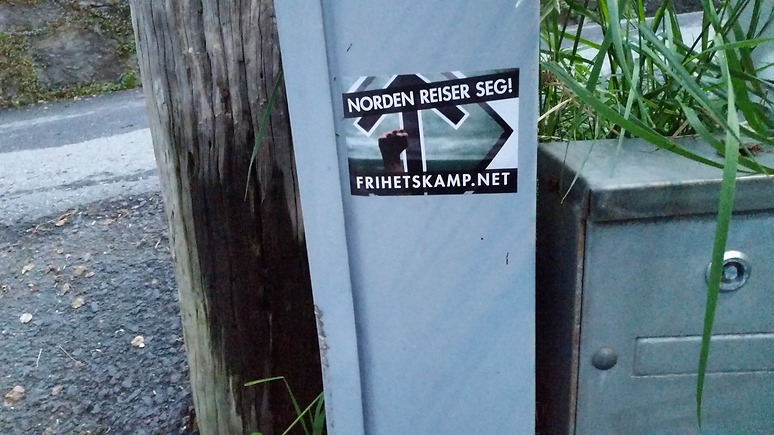 NORDEN REISER SEG!
FRIHETSKAMP.NET